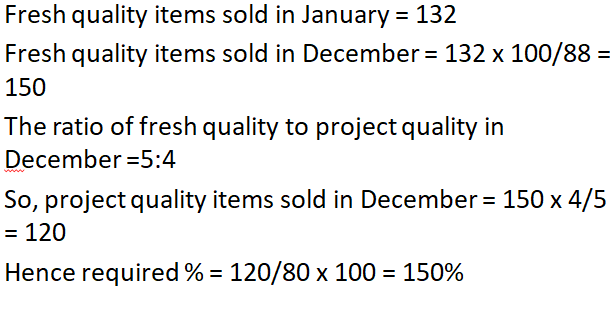 Fresh quality items sold in January = 132
Fresh quality items sold in December = 132 x 100/88 =
150
The ratio of fresh quality to project quality in
December =5:4
So, project quality items sold in December = 150 x 4/5
= 120
Hence required % = 120/80 x 100 = 150%